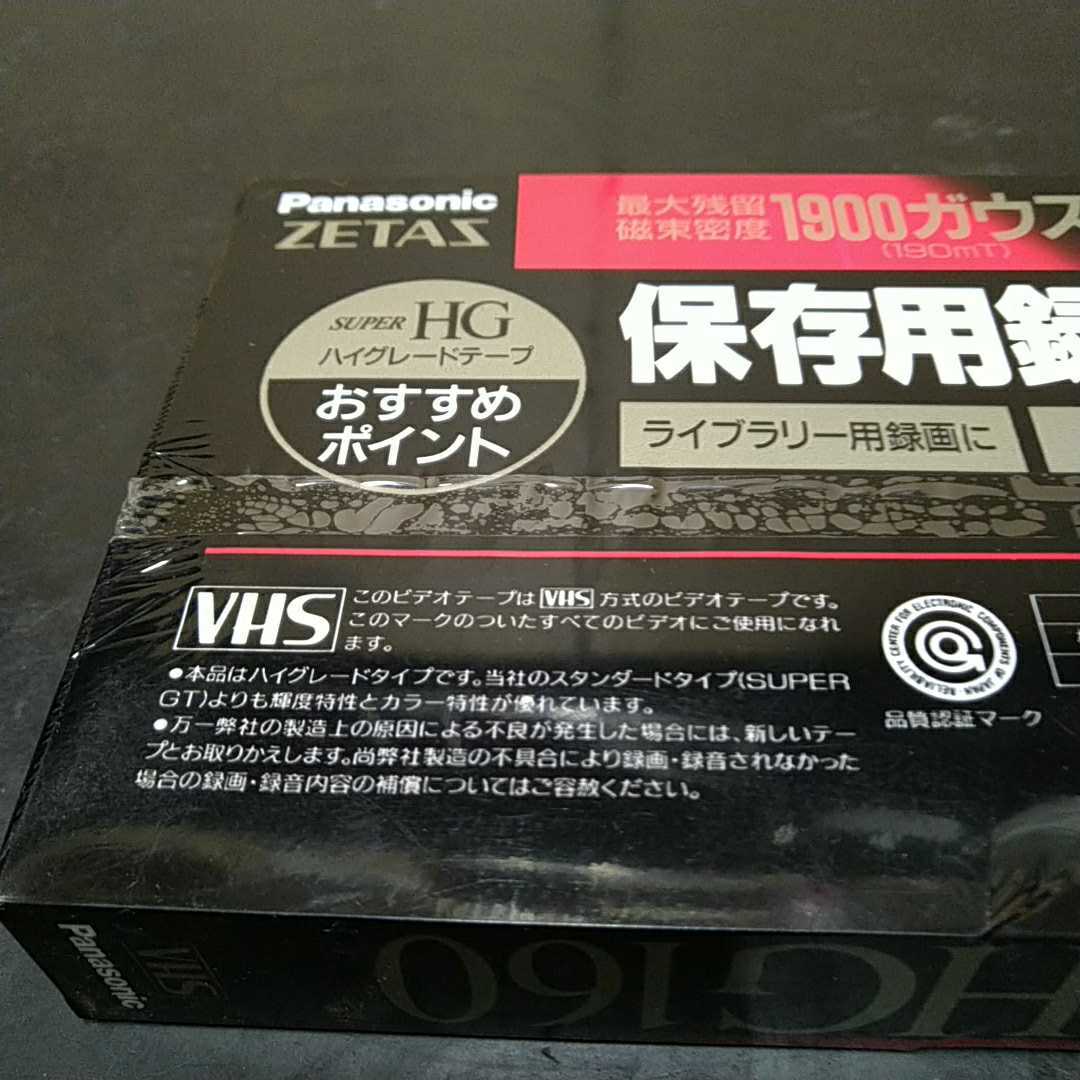 Panasonic
ZETAS
最大残留
磁束密度
1900ガウス
(190mT)
SUPER HG
ハイグレードテープ
おすすめ
ポイント
保存用録
ライブラリー用録画に
VHS
このビデオテープは VHS 方式のビデオテープです。
このマークのついたすべてのビデオにご使用になれ
ます。
●本品はハイグレードタイプです。当社のスタンダードタイプ(SUPER
GT)よりも輝度特性とカラー特性が優れています。
●万一弊社の製造上の原因による不良が発生した場合には、新しいテー
プとお取りかえします。尚弊社製造の不具合により録画・録音されなかった
場合の録画・録音内容の補償についてはご容赦ください。
RELIABILITY CENTER FOR ELECTRONIC COMPONENTS OF JAPAN
品質認証マーク
Panasonic
VHS
HG160